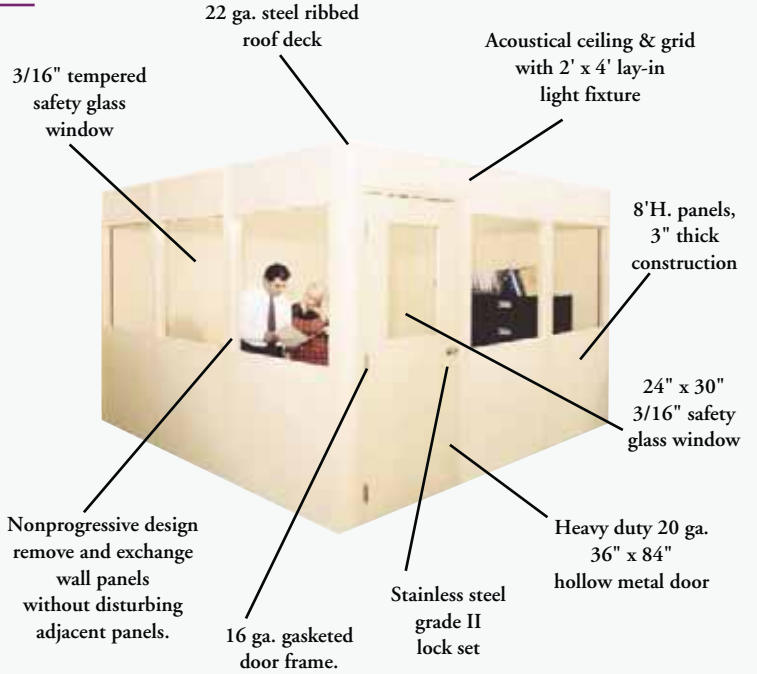 22 ga. steel ribbed
roof deck
Acoustical ceiling & grid
with 2' x 4' lay-in
light fixture
3/16" tempered
safety glass
window
8'H. panels,
3" thick
construction
24" x 30"
3/16" safety
glass window
Nonprogressive design
remove and exchange
wall panels
without disturbing
adjacent panels.
16 ga. gasketed
door frame.
Stainless steel
grade II
lock set
Heavy duty 20 ga.
36" x 84"
hollow metal door